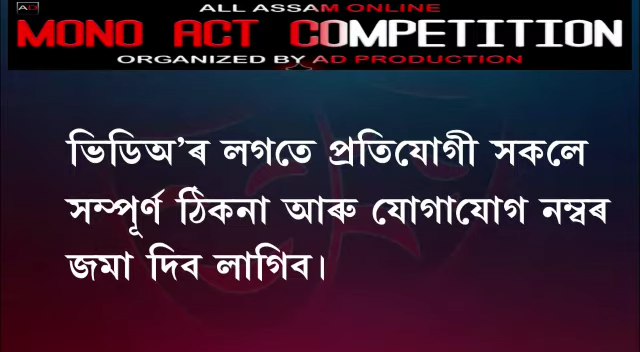 AD
ALL ASSAM ONLINE
MONO ACT COMPETITION
ORGANIZED BY AD PRODUCTION
ভিডিঅ’ৰ লগতে প্ৰতিযোগী সকলে
সম্পূৰ্ণ ঠিকনা আৰু যোগাযোগ নম্বৰ
জমা দিব লাগিব।